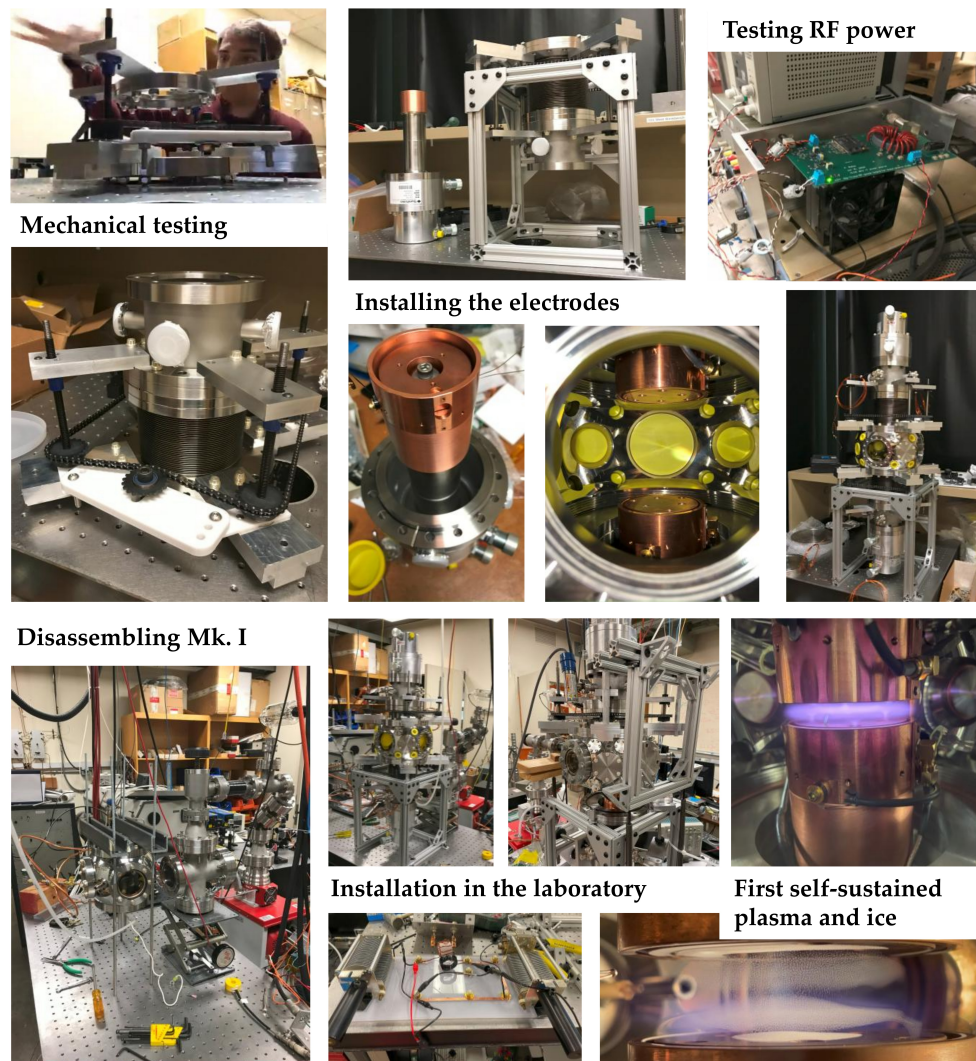 Testing RF power
Mechanical testing
Installing the electrodes
Disassembling Mk. I
Installation in the laboratory
First self-sustained
plasma and ice